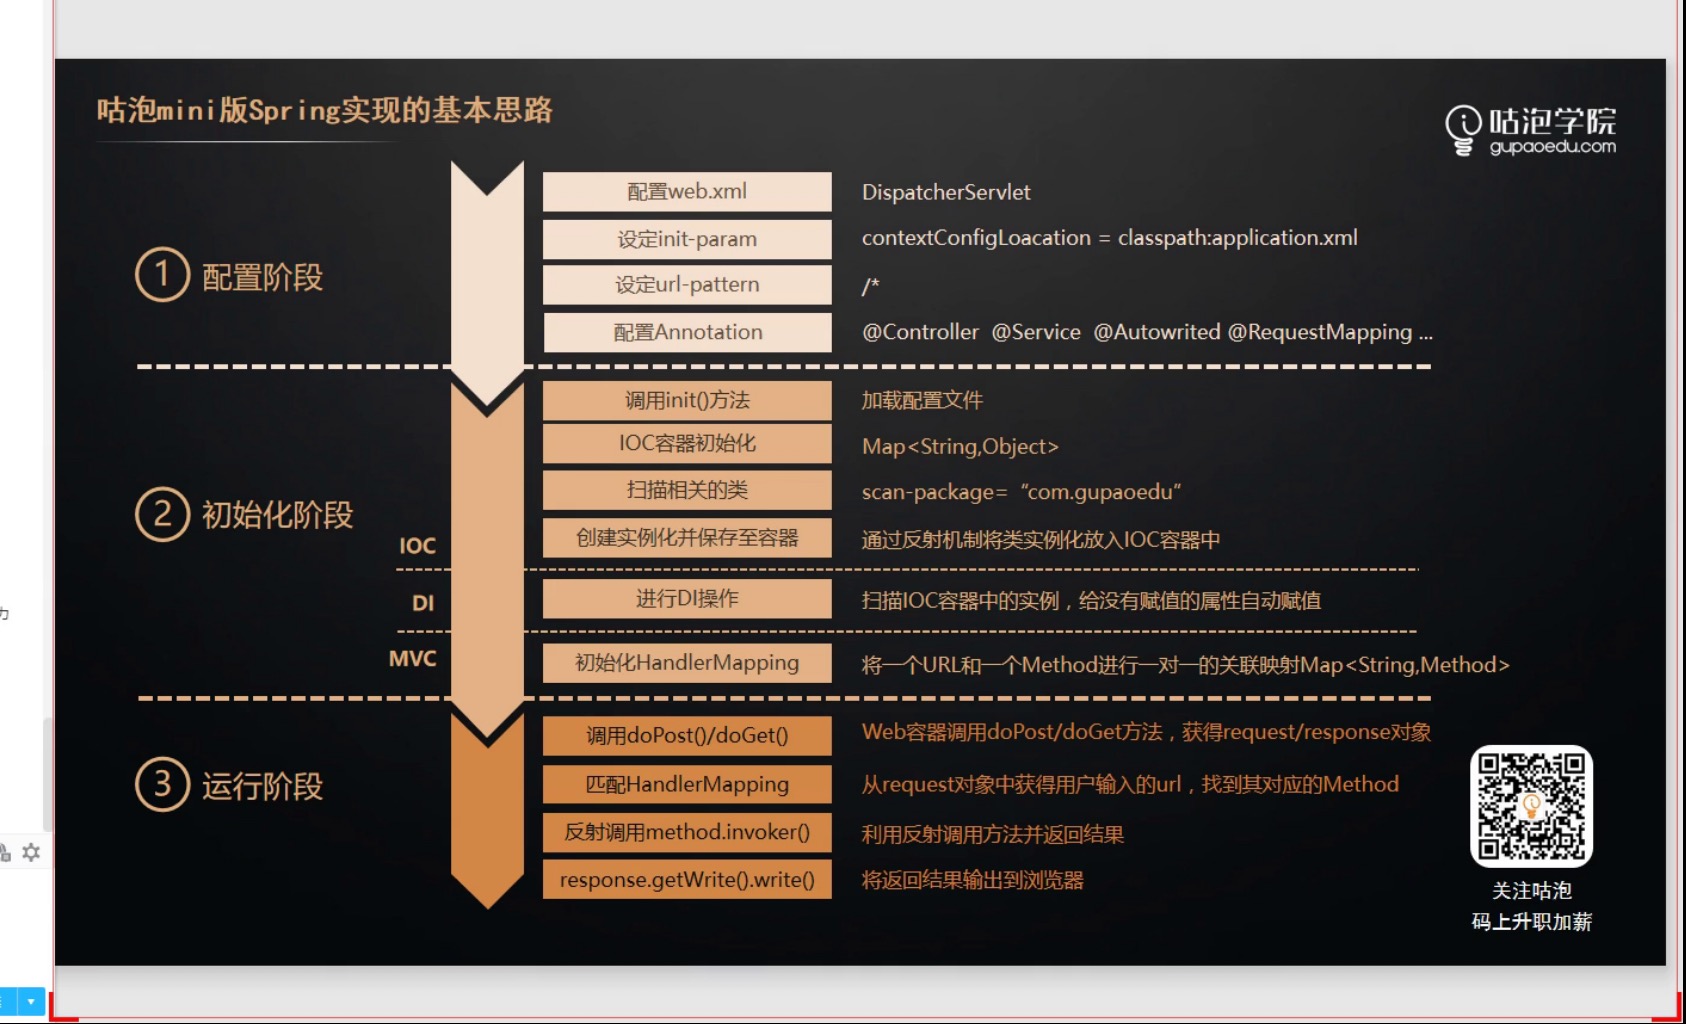 咕泡mini版Spring实现的基本思路
咕泡学院
gupaoedu.com
1 配置阶段
配置web.xml DispatcherServlet
设定init-param contextConfigLoacation = classpath:application.xml
设定url-pattern /*
配置Annotation @Controller @Service @Autowrited @RequestMapping ...
2 初始化阶段
调用init()方法 加载配置文件
IOC容器初始化 Map<String,Object>
扫描相关的类 scan-package= “com.gupaoedu”
IOC
创建实例化并保存至容器 通过反射机制将类实例化放入IOC容器中
DI
进行DI操作 扫描IOC容器中的实例，给没有赋值的属性自动赋值
MVC
初始化HandlerMapping 将一个URL和一个Method进行一对一的关联映射Map<String,Method>
3 运行阶段
调用doPost()/doGet() Web容器调用doPost/doGet方法，获得request/response对象
匹配HandlerMapping 从request对象中获得用户输入的url，找到其对应的Method
反射调用method.invoker() 利用反射调用方法并返回结果
response.getWrite().write() 将返回结果输出到浏览器
关注咕泡
码上升职加薪